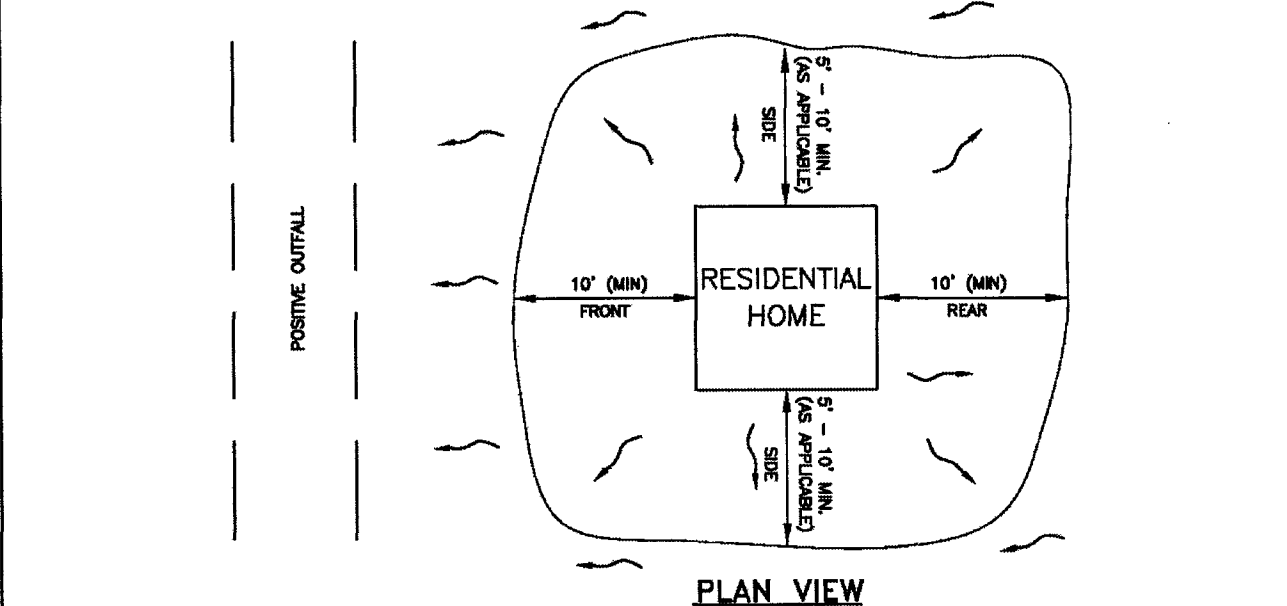 5' - 10' MIN.
(AS APPLICABLE)
SIDE
POSITIVE OUTFALL
10' (MIN)
FRONT
RESIDENTIAL
HOME
10' (MIN)
REAR
5' - 10' MIN.
(AS APPLICABLE)
SIDE
PLAN VIEW